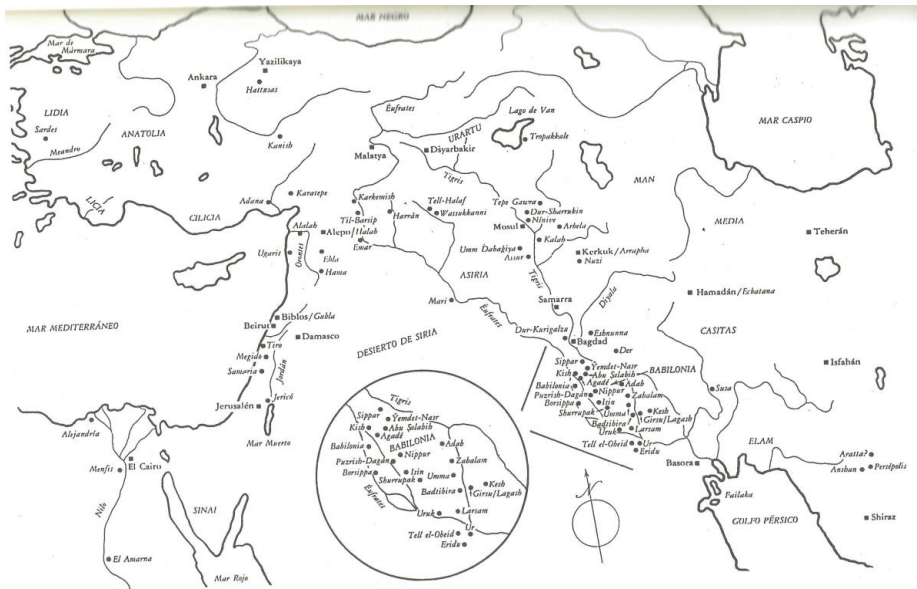 MAR NEGRO
Mar de
Mármara
Yazilikaya
Ankara
Hattusas
LIDIA
Sardes
ANATOLIA
Meandro
Kanish
Eufrates
Lago de Van
URARTU
Tropakkale
Malatya
Diyarbakir
Tigris
MAR CASPIO
MAN
LICIA
CILICIA
Adana
Karatepe
Karkemish
Til-Barsip
Harrán
Tell-Halaf
Wassukkanni
Tepe Gawra
Dur-Sharrukin
Nínive
Mosul
Arbela
Kalah
MEDIA
Teherán
Alalah
Alepo/Halab
Emar
Ugarit
Orontes
Ebla
Hama
Umm Dabagiya
Assur
Kerkuk/Arrapha
Nuzi
ASIRIA
Tigris
Samarra
Diyala
Hamadán/Ecbatana
Mari
Éufrates
MAR MEDITERRÁNEO
Biblos/Gubla
Beirut
Damasco
DESIERTO DE SIRIA
Dur-Kurigalzu
Bagdad
Eshnunna
Der
CASITAS
Isfahán
Tiro
Megido
Samaria
Jordán
Jerusalén
Jericó
Mar Muerto
Sippar
Yemdet-Nasr
Kish
Abu Salabih
BABILONIA
Babilonia
Agadé
Adab
Puzrish-Dagán
Nippur
Zabalam
Borsippa
Isin
Shurrupak
Umma
Kesh
Badtibira
Girsu/Lagash
Uruk
Larsam
Tell el-Obeid
Ur
Eridu
Susa
ELAM
Basora
Aratta?
Anshan
Persépolis
Failaka
GOLFO PÉRSICO
Shiraz
Alejandría
Menfis
El Cairo
Nilo
SINAI
El Amarna
Mar Rojo
Tigris
Sippar
Yemdet-Nasr
Kish
Abu Selabib
Agadé
Babilonia
BABILONIA
Adab
Nippur
Puzrish-Dagán
Zabalam
Borsippa
Isin
Umma
Shurrupak
Kesh
Badtibira
Girsu/Lagash
Éufrates
Uruk
Larsam
Ur
Tell el-Obeid
Eridu
N